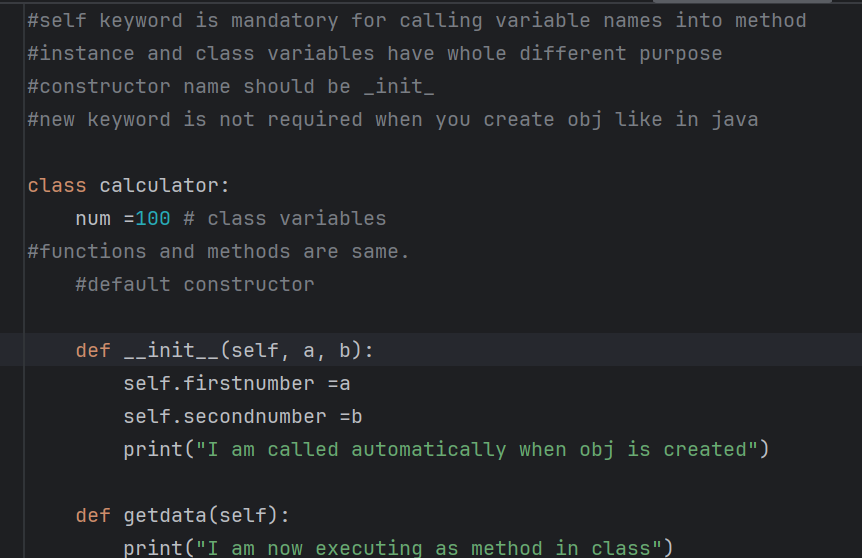 #self keyword is mandatory for calling variable names into method
#instance and class variables have whole different purpose
#constructor name should be _init_
#new keyword is not required when you create obj like in java
class calculator:
    num =100 # class variables
#functions and methods are same.
    #default constructor
    def __init__(self, a, b):
        self.firstnumber =a
        self.secondnumber =b
        print("I am called automatically when obj is created")
    def getdata(self):
        print("I am now executing as method in class")